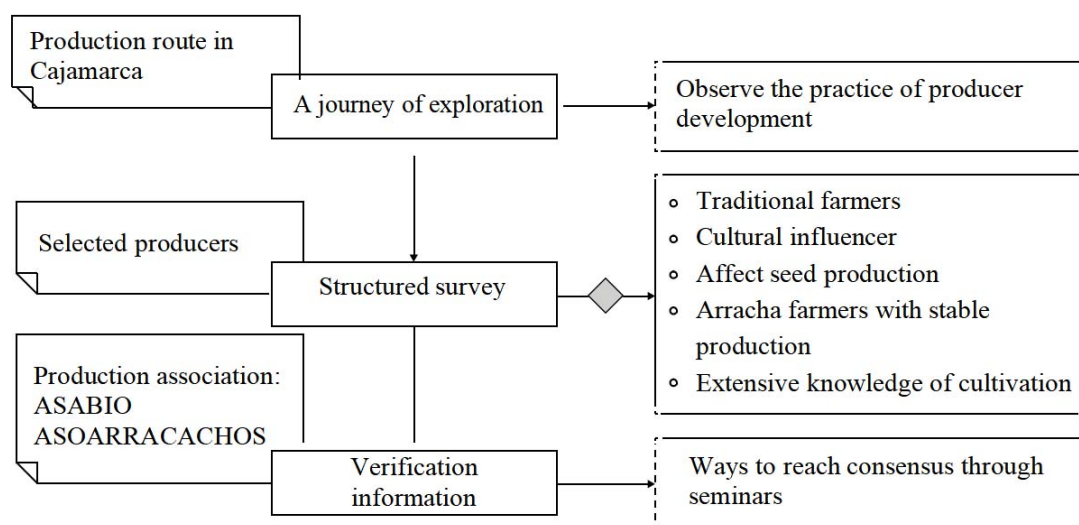 Production route in
Cajamarca
A journey of exploration
Observe the practice of producer
development
Selected producers
Structured survey
Traditional farmers
Cultural influencer
Affect seed production
Arracha farmers with stable
production
Extensive knowledge of cultivation
Production association:
ASABIO
ASOARRACACHOS
Verification
information
Ways to reach consensus through
seminars